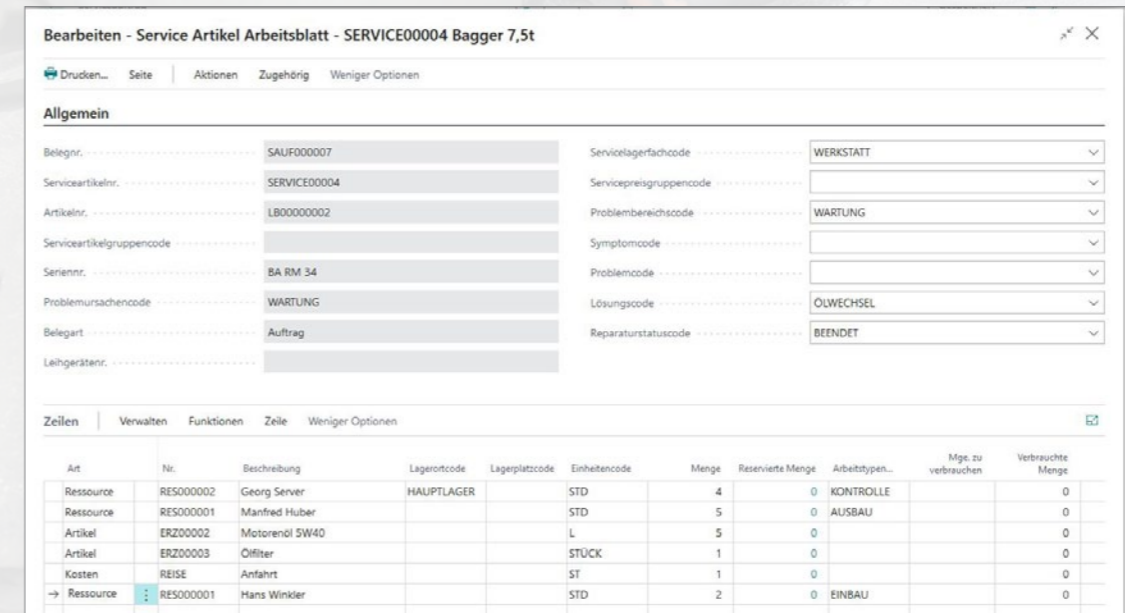 Bearbeiten - Service Artikel Arbeitsblatt - SERVICE00004 Bagger 7,5t
Drucken... Seite Aktionen Zugehörig Weniger Optionen
Allgemein
Belegnr. SAUF000007 Servicelagerfachcode WERKSTATT
Serviceartikelnr. SERVICE00004 Servicepreisgruppencode
Artikelnr. LB00000002 Problembereichscode WARTUNG
Serviceartikelgruppencode Symptomcode
Seriennr. BA RM 34 Problemcode
Problemursachencode WARTUNG Lösungscode ÖLWECHSEL
Belegart Auftrag Reparaturstatuscode BEENDET
Leihgerätenr.
Zeilen Verwalten Funktionen Zeile Weniger Optionen
Art Nr. Beschreibung Lagerortcode Lagerplatzcode Einheitencode Menge Reservierte Menge Arbeitstypen... Mge. zu verbrauchen Verbrauchte Menge
Ressource RES000002 Georg Server HAUPTLAGER STD 4 0 KONTROLLE 0
Ressource RES000001 Manfred Huber STD 5 0 AUSBAU 0
Artikel ERZ00002 Motorenöl 5W40 L 5 0 0
Artikel ERZ00003 Ölfilter STÜCK 1 0 0
Kosten REISE Anfahrt ST 1 0 0
Ressource RES000001 Hans Winkler STD 2 0 EINBAU 0